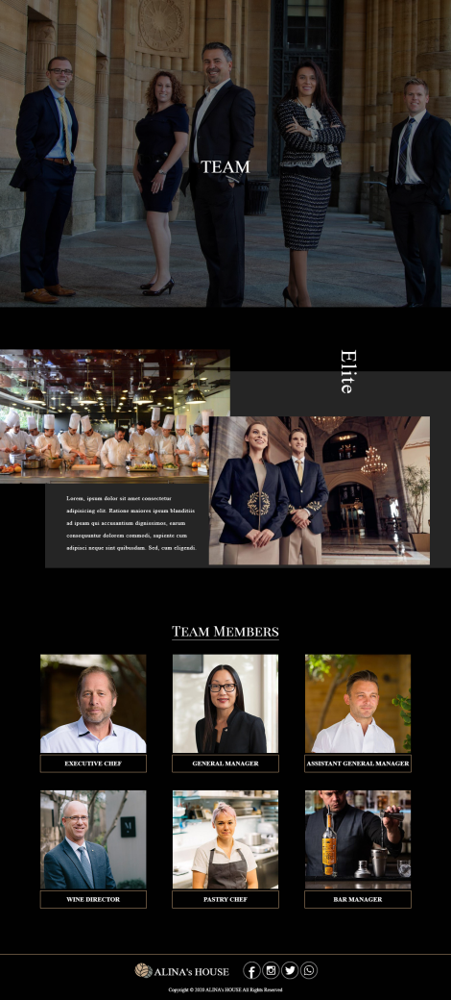 TEAM
Elite
Lorem, ipsum dolor sit amet consectetur
adipisicing elit. Ratione maiores ipsum blanditiis
ad ipsam qui accusantium dignissimos, earum
consequuntur dolorem commodi, sapiente cum
adipisci neque sint quibusdam. Sed, cum eligendi.
TEAM MEMBERS
EXECUTIVE CHEF
GENERAL MANAGER
ASSISTANT GENERAL MANAGER
WINE DIRECTOR
PASTRY CHEF
BAR MANAGER
ALINA's HOUSE
Copyright © 2020 ALINA's HOUSE All Rights Reserved